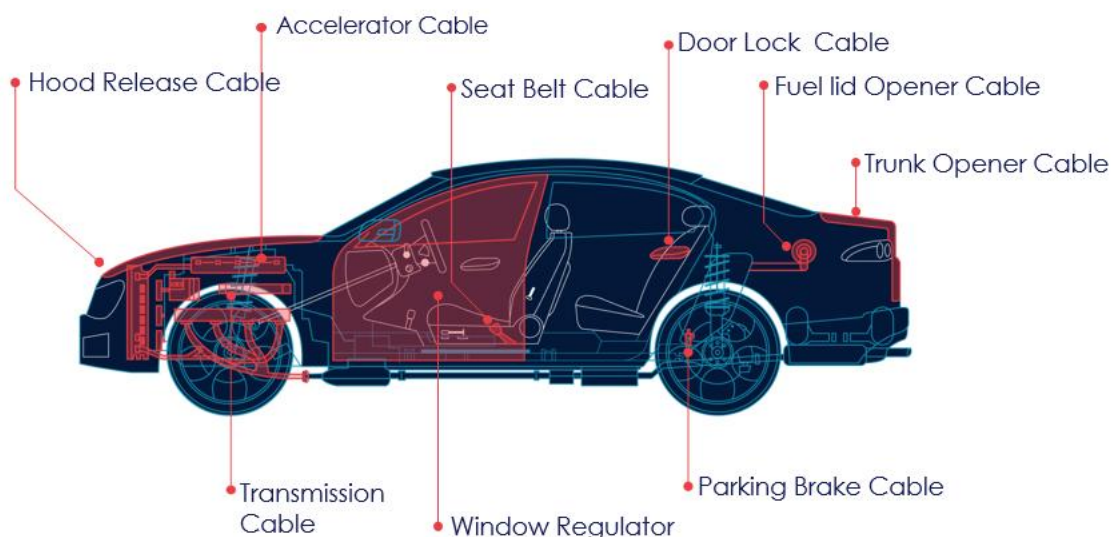 Accelerator Cable
Door Lock Cable
Hood Release Cable
Seat Belt Cable
Fuel lid Opener Cable
Trunk Opener Cable
Transmission
Cable
Parking Brake Cable
Window Regulator